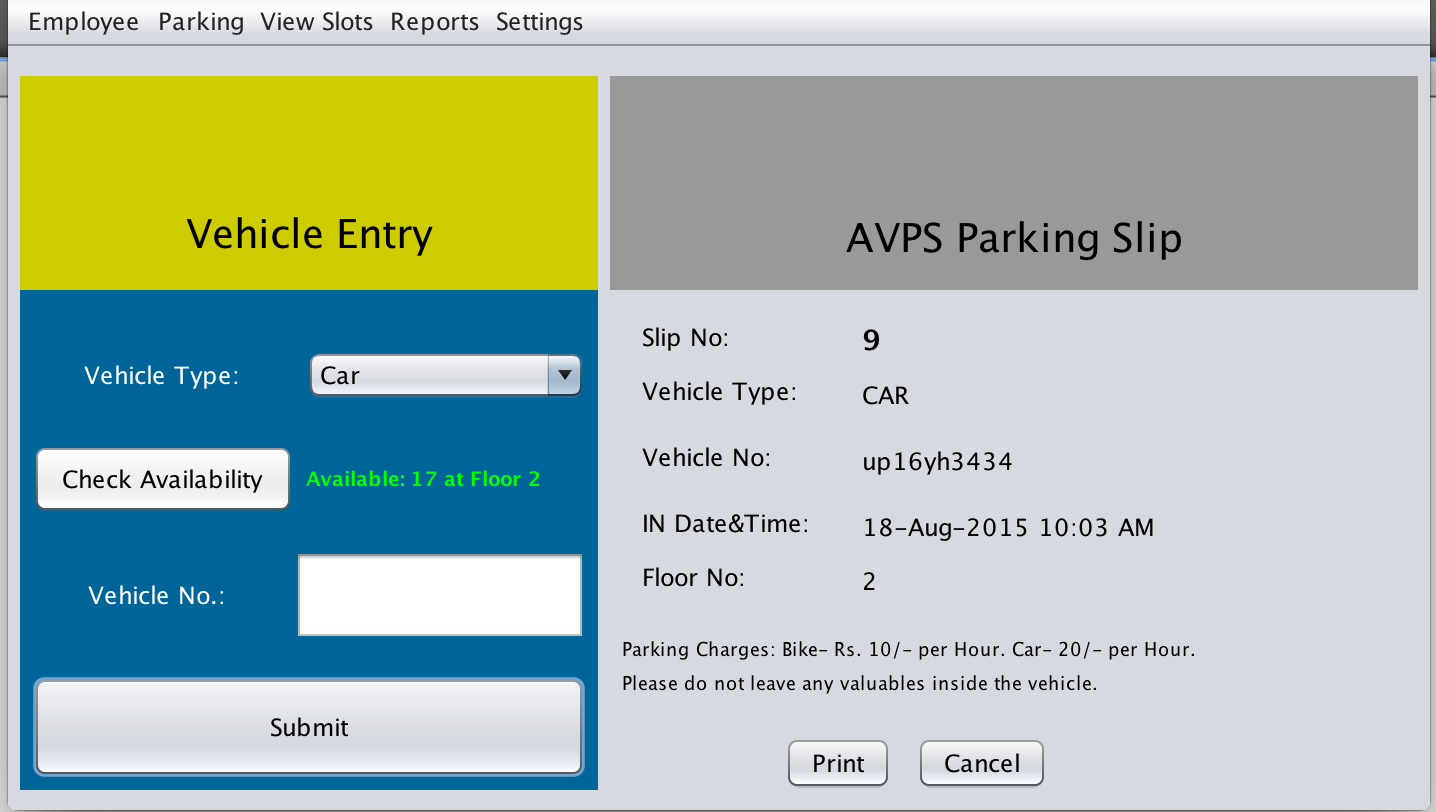 Employee Parking View Slots Reports Settings
Vehicle Entry
Vehicle Type: Car
Check Availability Available: 17 at Floor 2
Vehicle No.:
Submit
AVPS Parking Slip
Slip No: 9
Vehicle Type: CAR
Vehicle No: up16yh3434
IN Date&Time: 18-Aug-2015 10:03 AM
Floor No: 2
Parking Charges: Bike- Rs. 10/- per Hour. Car- 20/- per Hour.
Please do not leave any valuables inside the vehicle.
Print Cancel